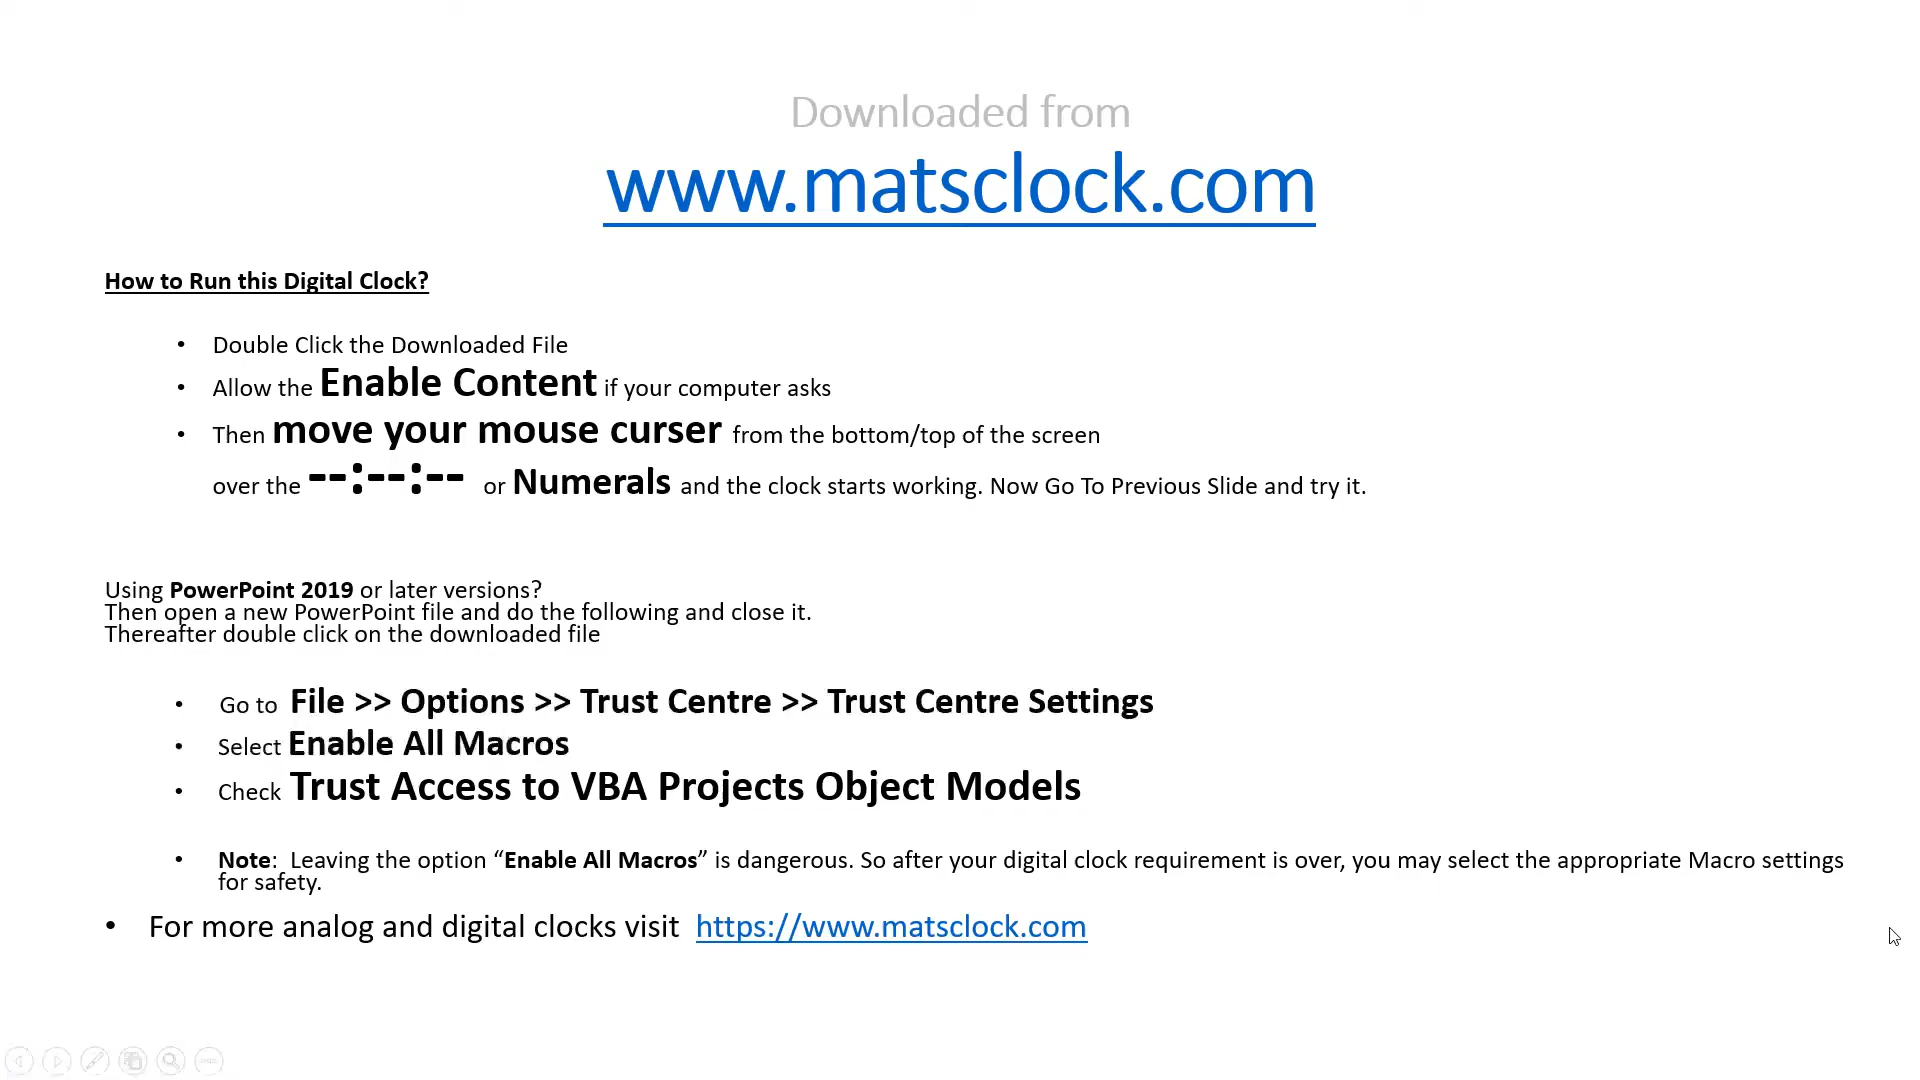 Downloaded from
www.matsclock.com
How to Run this Digital Clock?
• Double Click the Downloaded File
• Allow the Enable Content if your computer asks
• Then move your mouse curser from the bottom/top of the screen
over the --:--:-- or Numerals and the clock starts working. Now Go To Previous Slide and try it.
Using PowerPoint 2019 or later versions?
Then open a new PowerPoint file and do the following and close it.
Thereafter double click on the downloaded file
• Go to File >> Options >> Trust Centre >> Trust Centre Settings
• Select Enable All Macros
• Check Trust Access to VBA Projects Object Models
• Note: Leaving the option “Enable All Macros” is dangerous. So after your digital clock requirement is over, you may select the appropriate Macro settings
for safety.
• For more analog and digital clocks visit https://www.matsclock.com